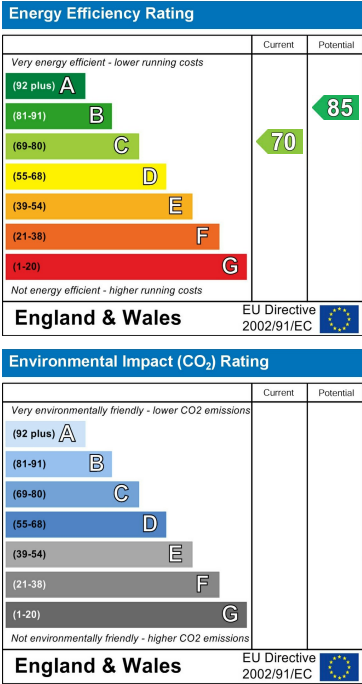 Energy Efficiency Rating
Current Potential
Very energy efficient - lower running costs
(92 plus) A
(81-91) B
(69-80) C
(55-68) D
(39-54) E
(21-38) F
(1-20) G
70
85
Not energy efficient - higher running costs
England & Wales
EU Directive
2002/91/EC
Environmental Impact (CO₂) Rating
Current Potential
Very environmentally friendly - lower CO2 emissions
(92 plus) A
(81-91) B
(69-80) C
(55-68) D
(39-54) E
(21-38) F
(1-20) G
Not environmentally friendly - higher CO2 emissions
England & Wales
EU Directive
2002/91/EC